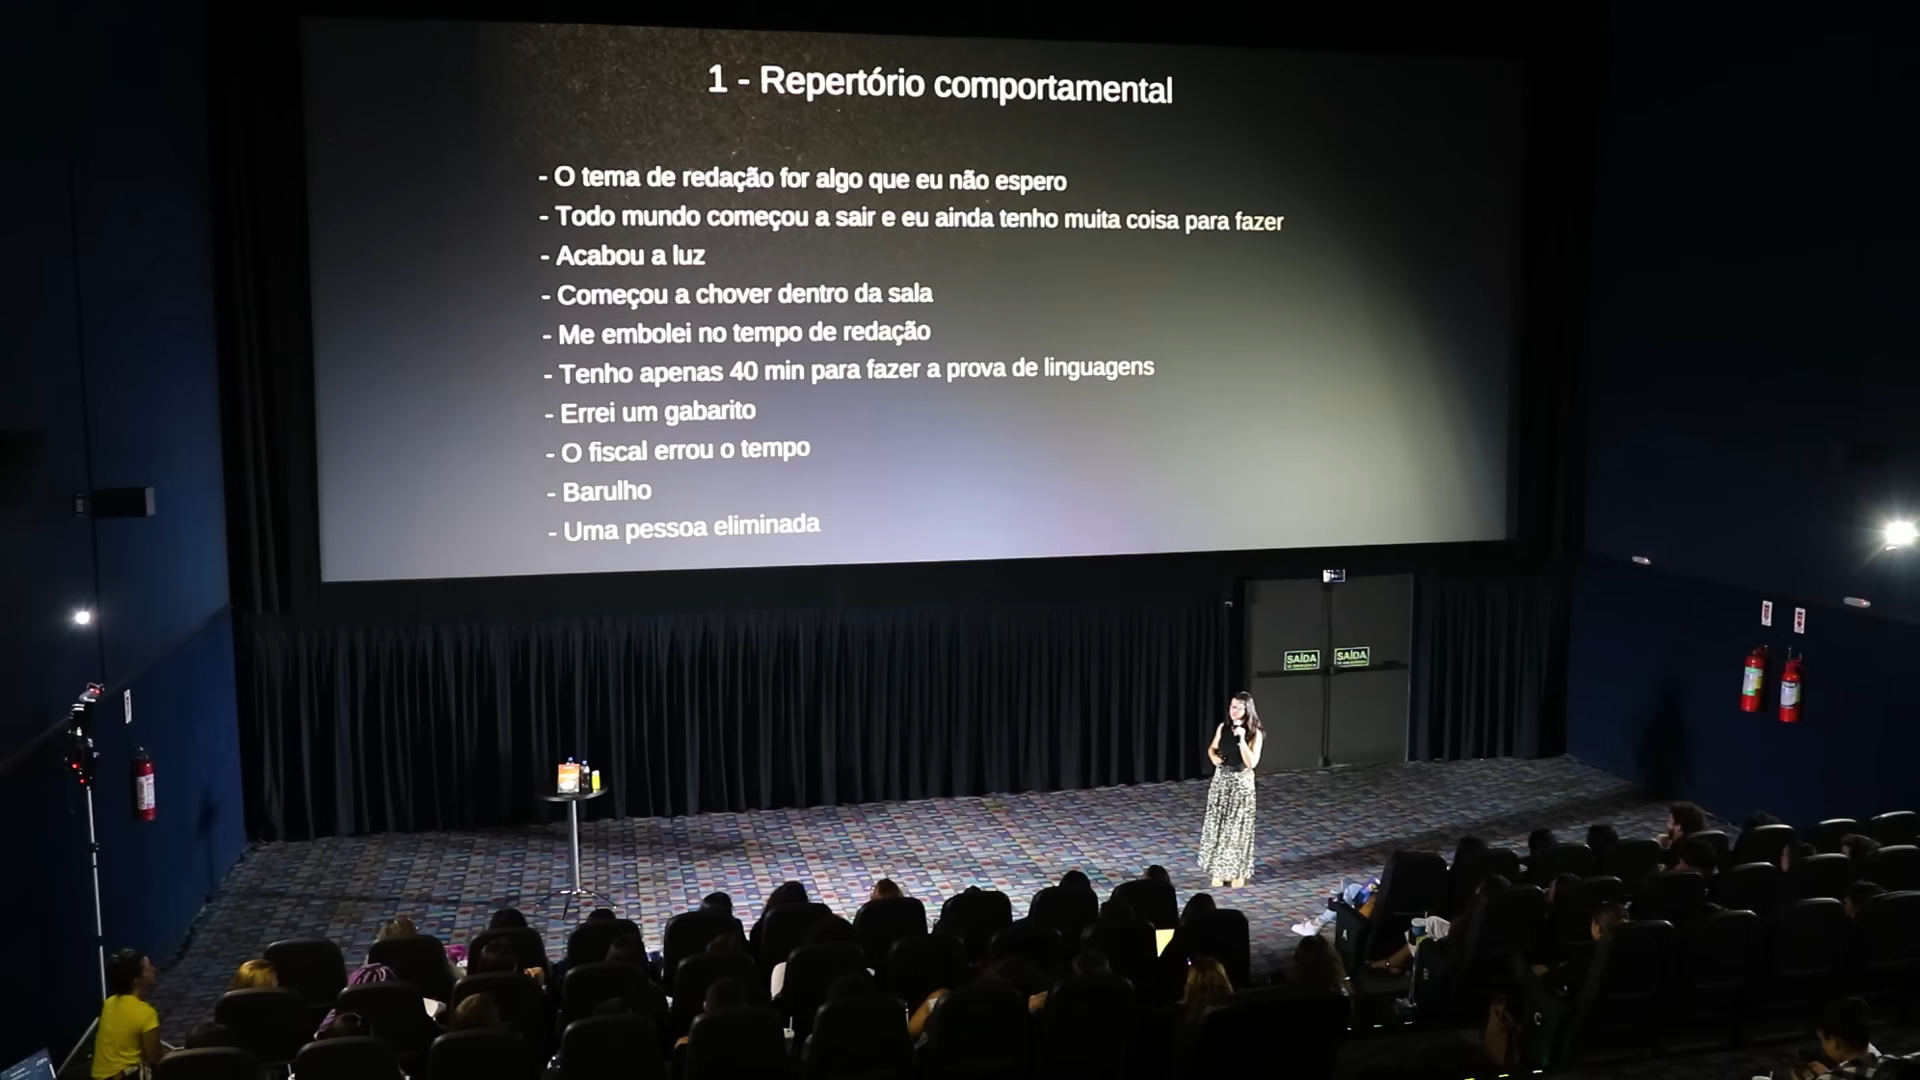 1 - Repertório comportamental
- O tema de redação for algo que eu não espero
- Todo mundo começou a sair e eu ainda tenho muita coisa para fazer
- Acabou a luz
- Começou a chover dentro da sala
- Me embolei no tempo de redação
- Tenho apenas 40 min para fazer a prova de linguagens
- Errei um gabarito
- O fiscal errou o tempo
- Barulho
- Uma pessoa eliminada
SAÍDA
SAÍDA
A
B
C